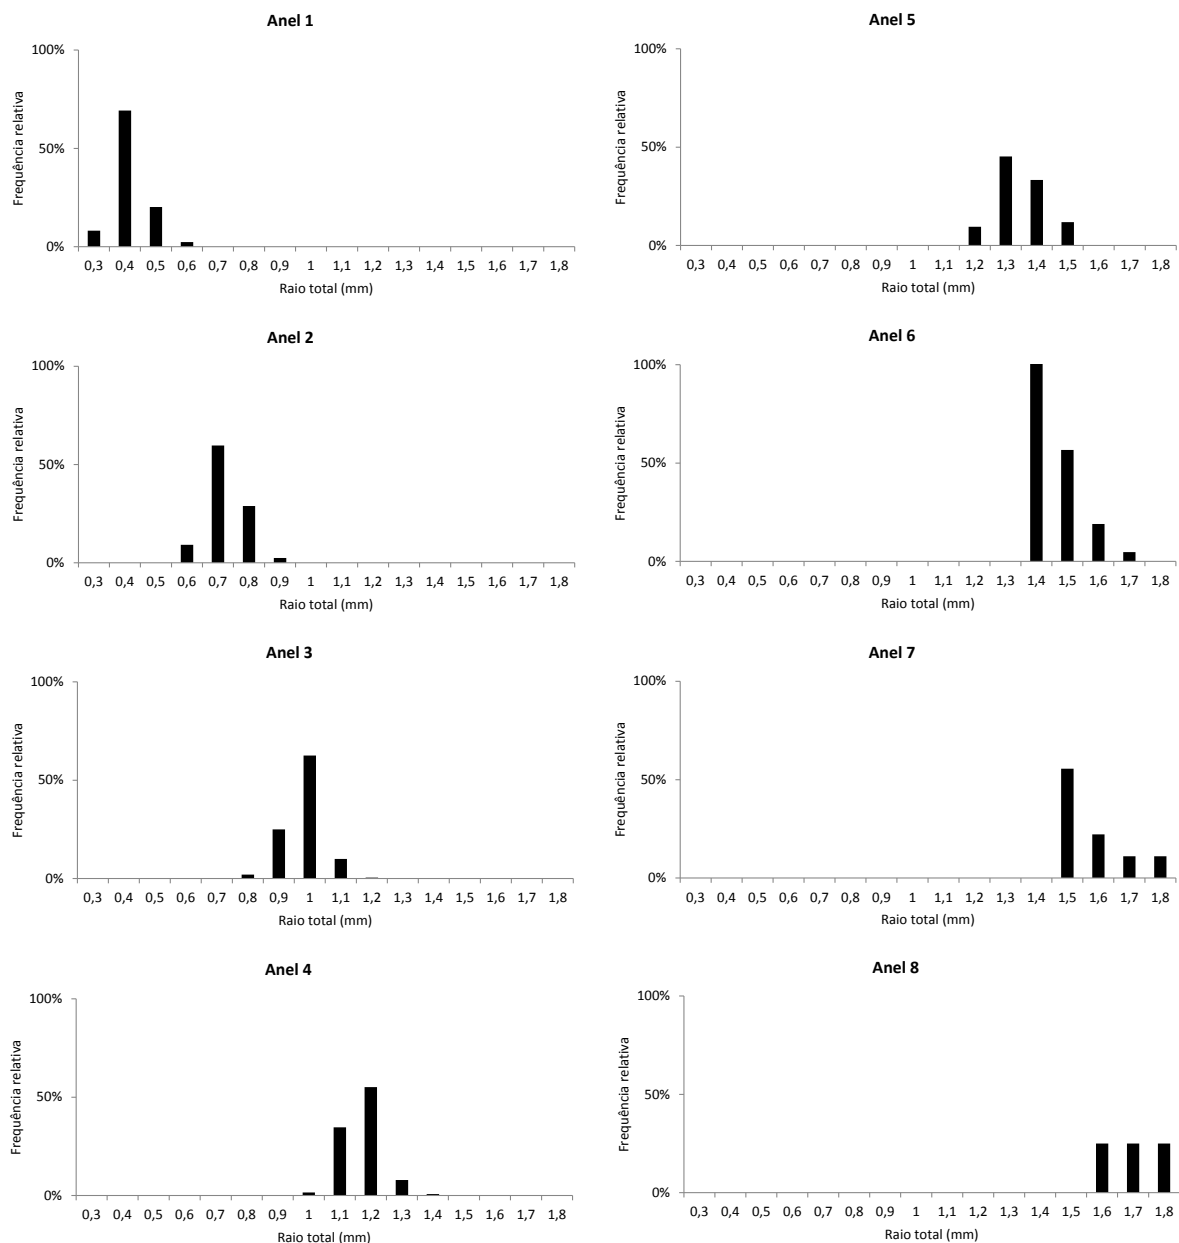 Anel 1
100%
50%
0%
Frequência relativa
0,3 0,4 0,5 0,6 0,7 0,8 0,9 1 1,1 1,2 1,3 1,4 1,5 1,6 1,7 1,8
Raio total (mm)
Anel 2
100%
50%
0%
Frequência relativa
0,3 0,4 0,5 0,6 0,7 0,8 0,9 1 1,1 1,2 1,3 1,4 1,5 1,6 1,7 1,8
Raio total (mm)
Anel 3
100%
50%
0%
Frequência relativa
0,3 0,4 0,5 0,6 0,7 0,8 0,9 1 1,1 1,2 1,3 1,4 1,5 1,6 1,7 1,8
Raio total (mm)
Anel 4
100%
50%
0%
Frequência relativa
0,3 0,4 0,5 0,6 0,7 0,8 0,9 1 1,1 1,2 1,3 1,4 1,5 1,6 1,7 1,8
Raio total (mm)
Anel 5
100%
50%
0%
Frequência relativa
0,3 0,4 0,5 0,6 0,7 0,8 0,9 1 1,1 1,2 1,3 1,4 1,5 1,6 1,7 1,8
Raio total (mm)
Anel 6
100%
50%
0%
Frequência relativa
0,3 0,4 0,5 0,6 0,7 0,8 0,9 1 1,1 1,2 1,3 1,4 1,5 1,6 1,7 1,8
Raio total (mm)
Anel 7
100%
50%
0%
Frequência relativa
0,3 0,4 0,5 0,6 0,7 0,8 0,9 1 1,1 1,2 1,3 1,4 1,5 1,6 1,7 1,8
Raio total (mm)
Anel 8
100%
50%
0%
Frequência relativa
0,3 0,4 0,5 0,6 0,7 0,8 0,9 1 1,1 1,2 1,3 1,4 1,5 1,6 1,7 1,8
Raio total (mm)